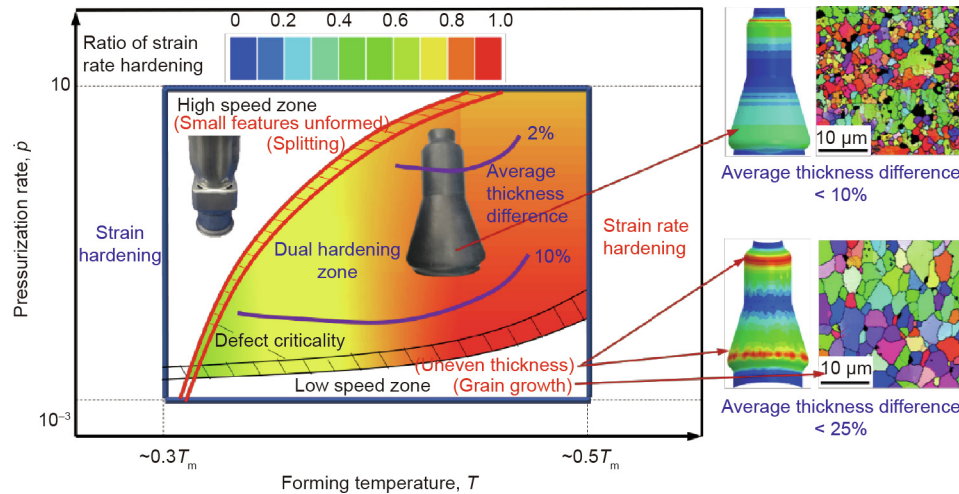 0 0.2 0.4 0.6 0.8 1.0
Ratio of strain
rate hardening
Pressurization rate, ṗ
10
10⁻³
High speed zone
(Small features unformed)
(Splitting)
2%
Average
thickness
difference
Strain
hardening
Dual hardening
zone
10%
Strain rate
hardening
Defect criticality
(Uneven thickness)
(Grain growth)
Low speed zone
~0.3Tₘ
~0.5Tₘ
Forming temperature, T
10 µm
Average thickness difference
< 10%
10 µm
Average thickness difference
< 25%